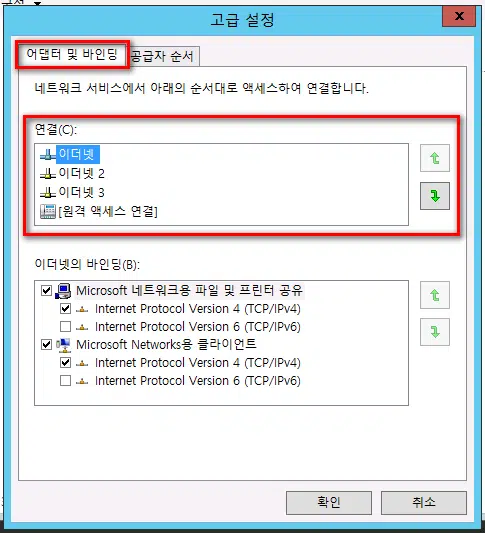 고급 설정
x
어댑터 및 바인딩
공급자 순서
네트워크 서비스에서 아래의 순서대로 액세스하여 연결합니다.
연결(C):
이더넷
이더넷 2
이더넷 3
[원격 액세스 연결]
이더넷의 바인딩(B):
Microsoft 네트워크용 파일 및 프린터 공유
Internet Protocol Version 4 (TCP/IPv4)
Internet Protocol Version 6 (TCP/IPv6)
Microsoft Networks용 클라이언트
Internet Protocol Version 4 (TCP/IPv4)
Internet Protocol Version 6 (TCP/IPv6)
확인
취소